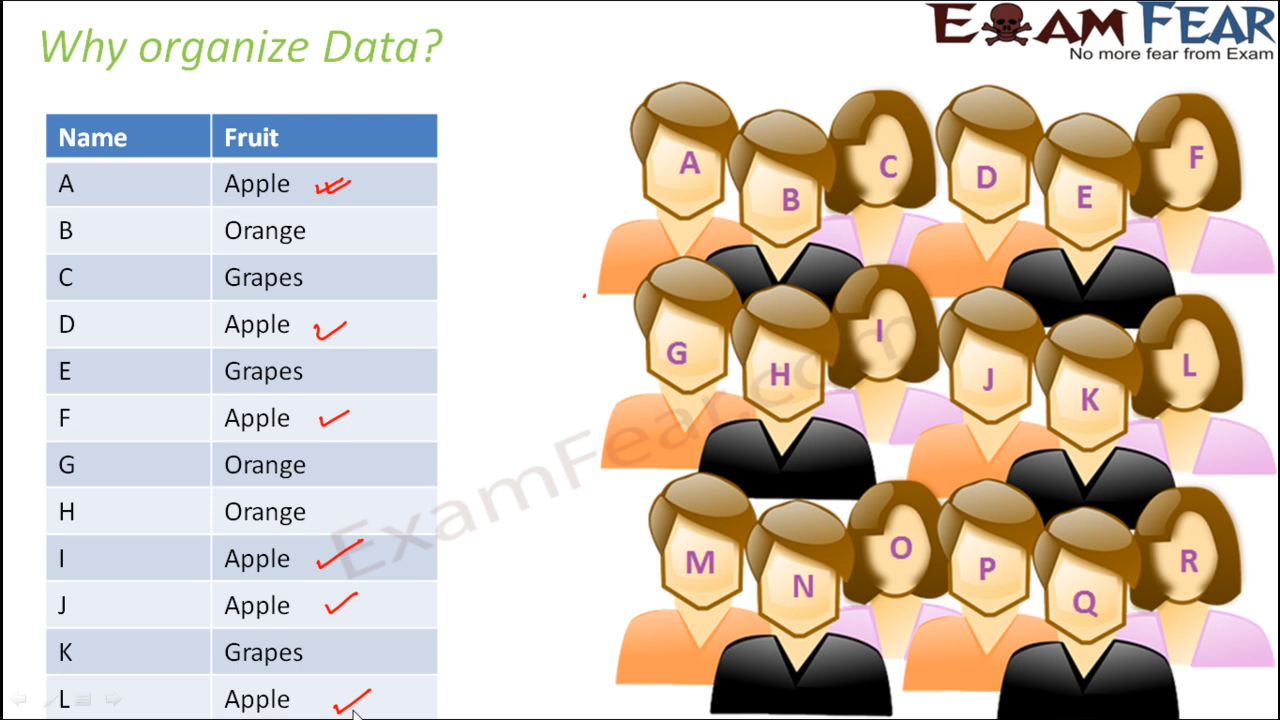 Why organize Data?
EXAM FEAR
No more fear from Exam
Name Fruit
A Apple
B Orange
C Grapes
D Apple
E Grapes
F Apple
G Orange
H Orange
I Apple
J Apple
K Grapes
L Apple
A B C D E F
G H I J K L
M N O P Q R
ExamFear.com